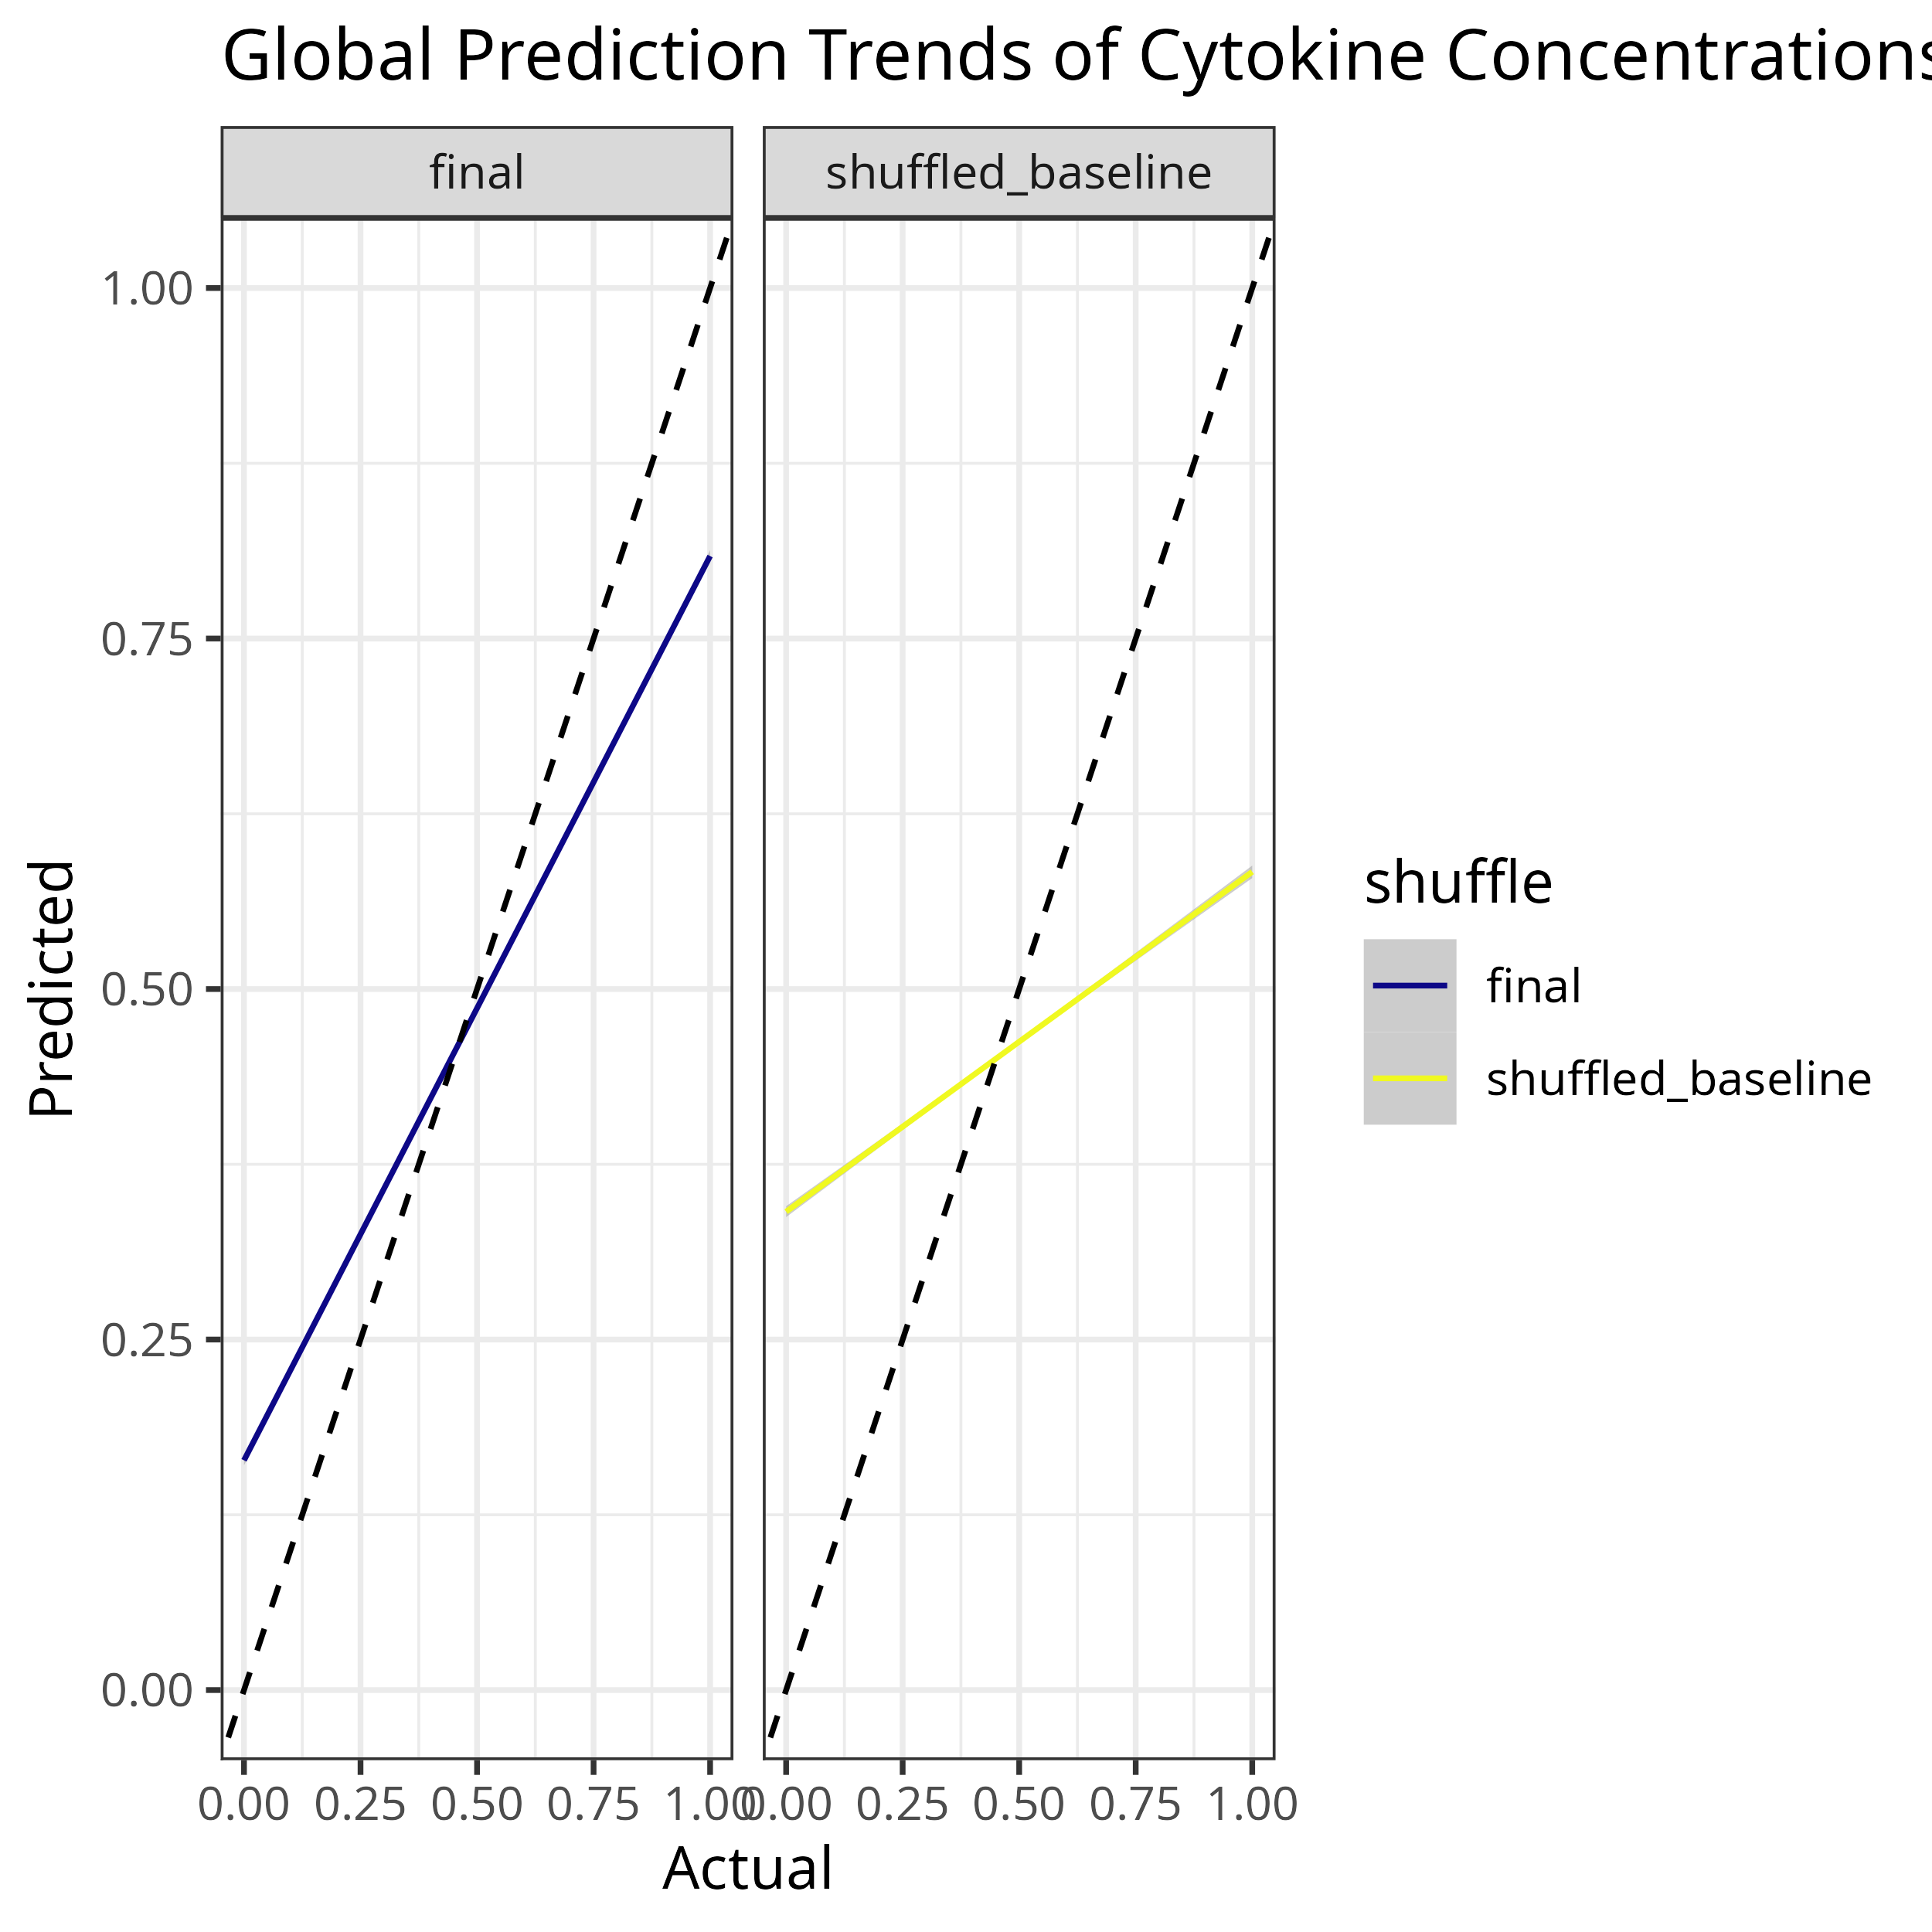 Global Prediction Trends of Cytokine Concentrations
final
shuffled_baseline
1.00
0.75
0.50
0.25
0.00
Predicted
0.00 0.25 0.50 0.75 1.00
0.00 0.25 0.50 0.75 1.00
Actual
shuffle
final
shuffled_baseline